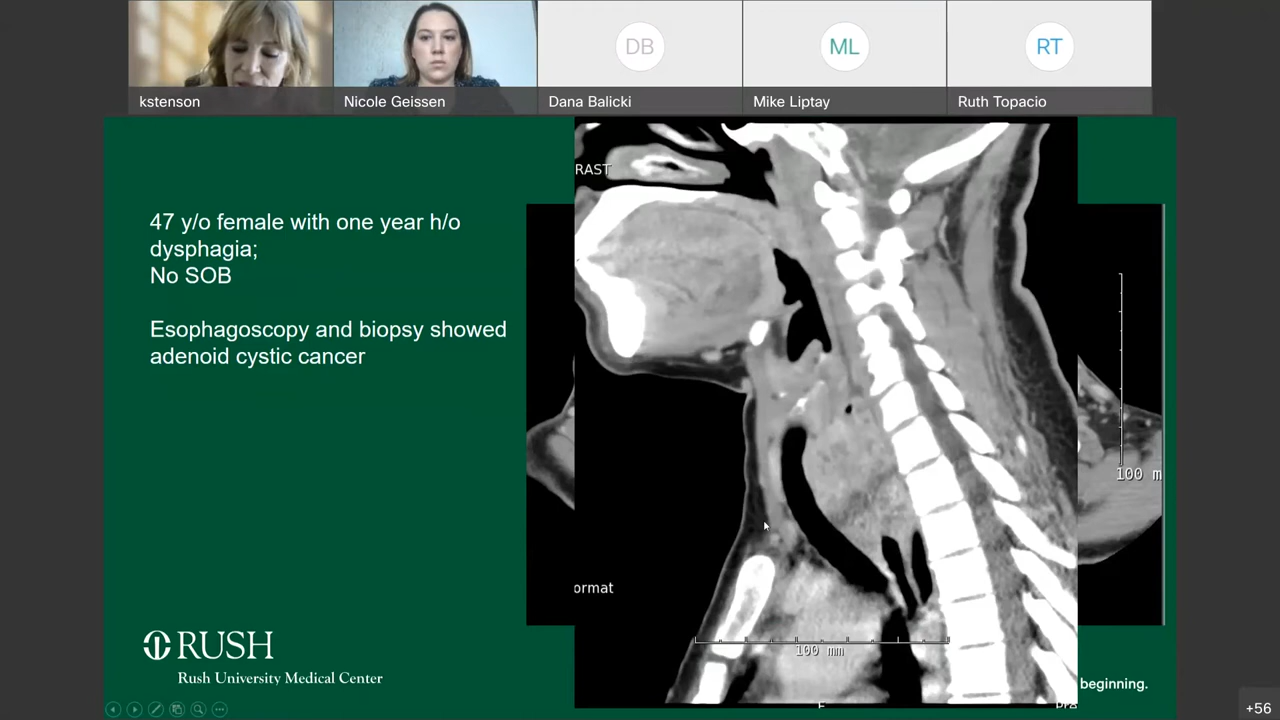 DB
ML
RT
kstenson
Nicole Geissen
Dana Balicki
Mike Liptay
Ruth Topacio
RAST
47 y/o female with one year h/o
dysphagia;
No SOB
Esophagoscopy and biopsy showed
adenoid cystic cancer
100 m
ormat
RUSH
Rush University Medical Center
100 mm
beginning.
+56